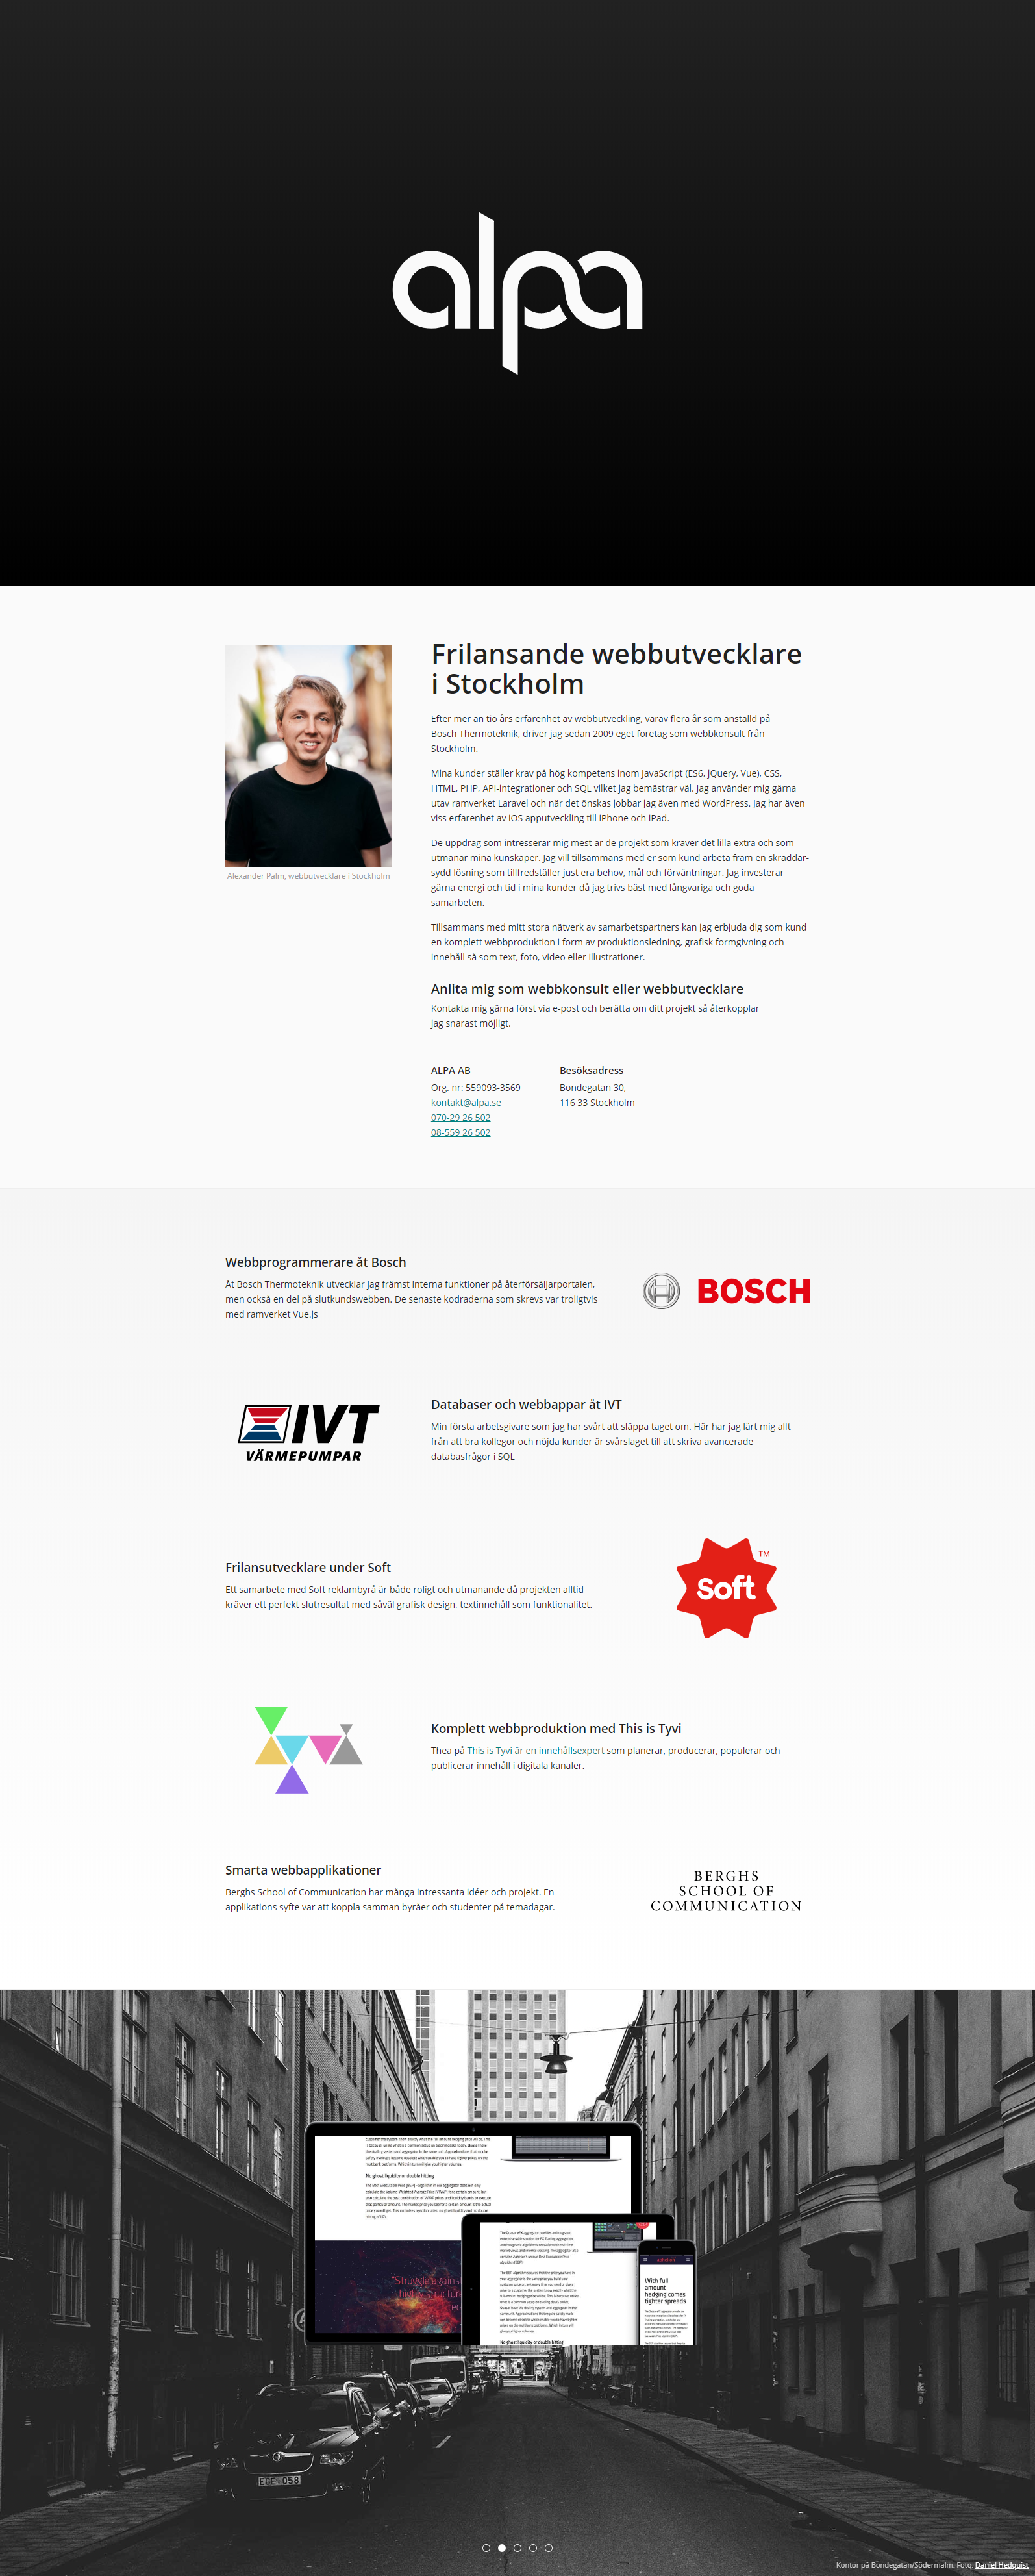 alpa
Frilansande webbutvecklare
i Stockholm
Efter mer än tio års erfarenhet av webbutveckling, varav flera år som anställd på
Bosch Thermoteknik, driver jag sedan 2009 eget företag som webbkonsult från
Stockholm.
Mina kunder ställer krav på hög kompetens inom JavaScript (ES6, jQuery, Vue), CSS,
HTML, PHP, API-integrationer och SQL vilket jag bemästrar väl. Jag använder mig gärna
utav ramverket Laravel och när det önskas jobbar jag även med WordPress. Jag har även
viss erfarenhet av iOS apputveckling till iPhone och iPad.
De uppdrag som intresserar mig mest är de projekt som kräver det lilla extra och som
utmanar mina kunskaper. Jag vill tillsammans med er som kund arbeta fram en skräddar-
sydd lösning som tillfredställer just era behov, mål och förväntningar. Jag investerar
gärna energi och tid i mina kunder då jag trivs bäst med långvariga och goda
samarbeten.
Alexander Palm, webbutvecklare i Stockholm
Tillsammans med mitt stora nätverk av samarbetspartners kan jag erbjuda dig som kund
en komplett webbproduktion i form av produktionsledning, grafisk formgivning och
innehåll så som text, foto, video eller illustrationer.
Anlita mig som webbkonsult eller webbutvecklare
Kontakta mig gärna först via e-post och berätta om ditt projekt så återkopplar
jag snarast möjligt.
ALPA AB
Org. nr: 559093-3569
kontakt@alpa.se
070-29 26 502
08-559 26 502
Besöksadress
Bondegatan 30,
116 33 Stockholm
Webbprogrammerare åt Bosch
Åt Bosch Thermoteknik utvecklar jag främst interna funktioner på återförsäljarportalen,
men också en del på slutkundswebben. De senaste kodraderna som skrevs var troligtvis
med ramverket Vue.js
BOSCH
IVT
VÄRMEPUMPAR
Databaser och webbappar åt IVT
Min första arbetsgivare som jag har svårt att släppa taget om. Här har jag lärt mig allt
från att bra kollegor och nöjda kunder är svårslaget till att skriva avancerade
databasfrågor i SQL
Frilansutvecklare under Soft
Ett samarbete med Soft reklambyrå är både roligt och utmanande då projekten alltid
kräver ett perfekt slutresultat med såväl grafisk design, textinnehåll som funktionalitet.
Soft
TM
Komplett webbproduktion med This is Tyvi
Thea på This is Tyvi är en innehållsexpert som planerar, producerar, populerar och
publicerar innehåll i digitala kanaler.
Smarta webbapplikationer
Berghs School of Communication har många intressanta idéer och projekt. En
applikations syfte var att koppla samman byråer och studenter på temadagar.
BERGHS
SCHOOL OF
COMMUNICATION
No ghost liquidity or double hitting
"Struggle against
highly structure
tec
No ghost liquidity or double hitting
With full
amount
hedging comes
tighter spreads
Kontor på Bondegatan/Södermalm. Foto: Daniel Hedquist